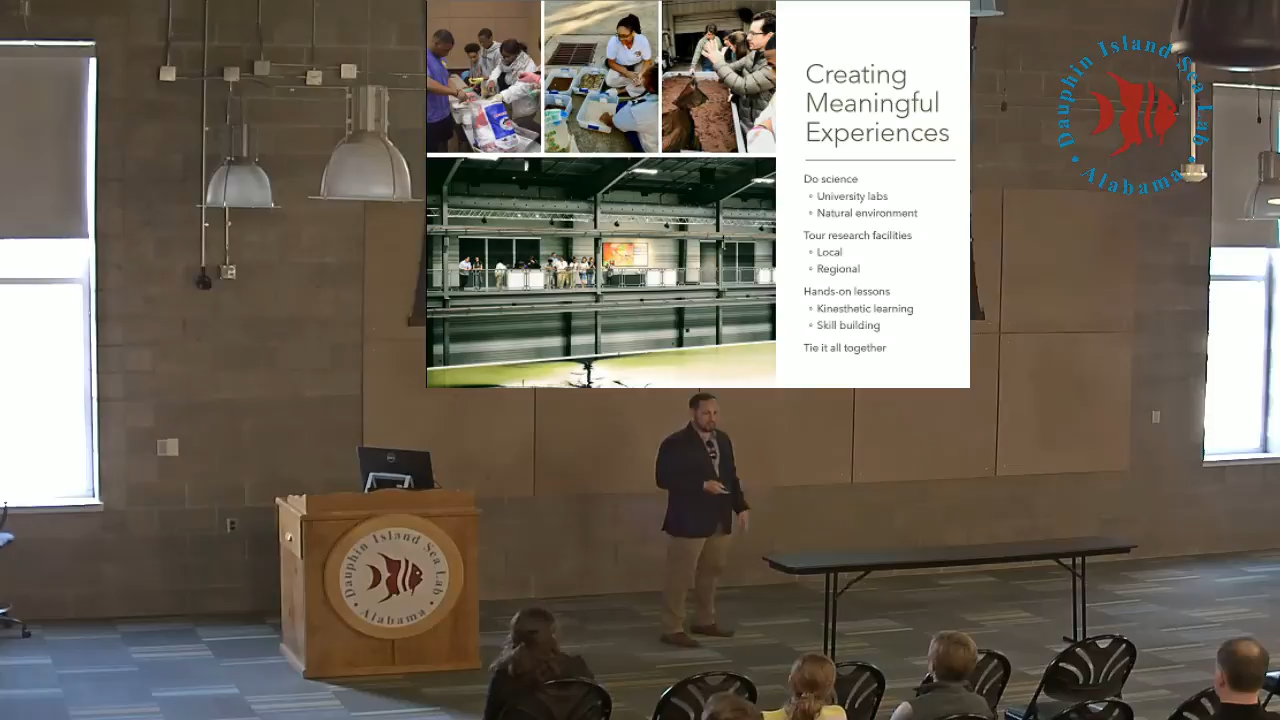 Creating
Meaningful
Experiences
Do science
◦ University labs
◦ Natural environment
Tour research facilities
◦ Local
◦ Regional
Hands-on lessons
◦ Kinesthetic learning
◦ Skill building
Tie it all together
Dauphin Island Sea Lab
• Alabama •
Dauphin Island Sea Lab
• Alabama •